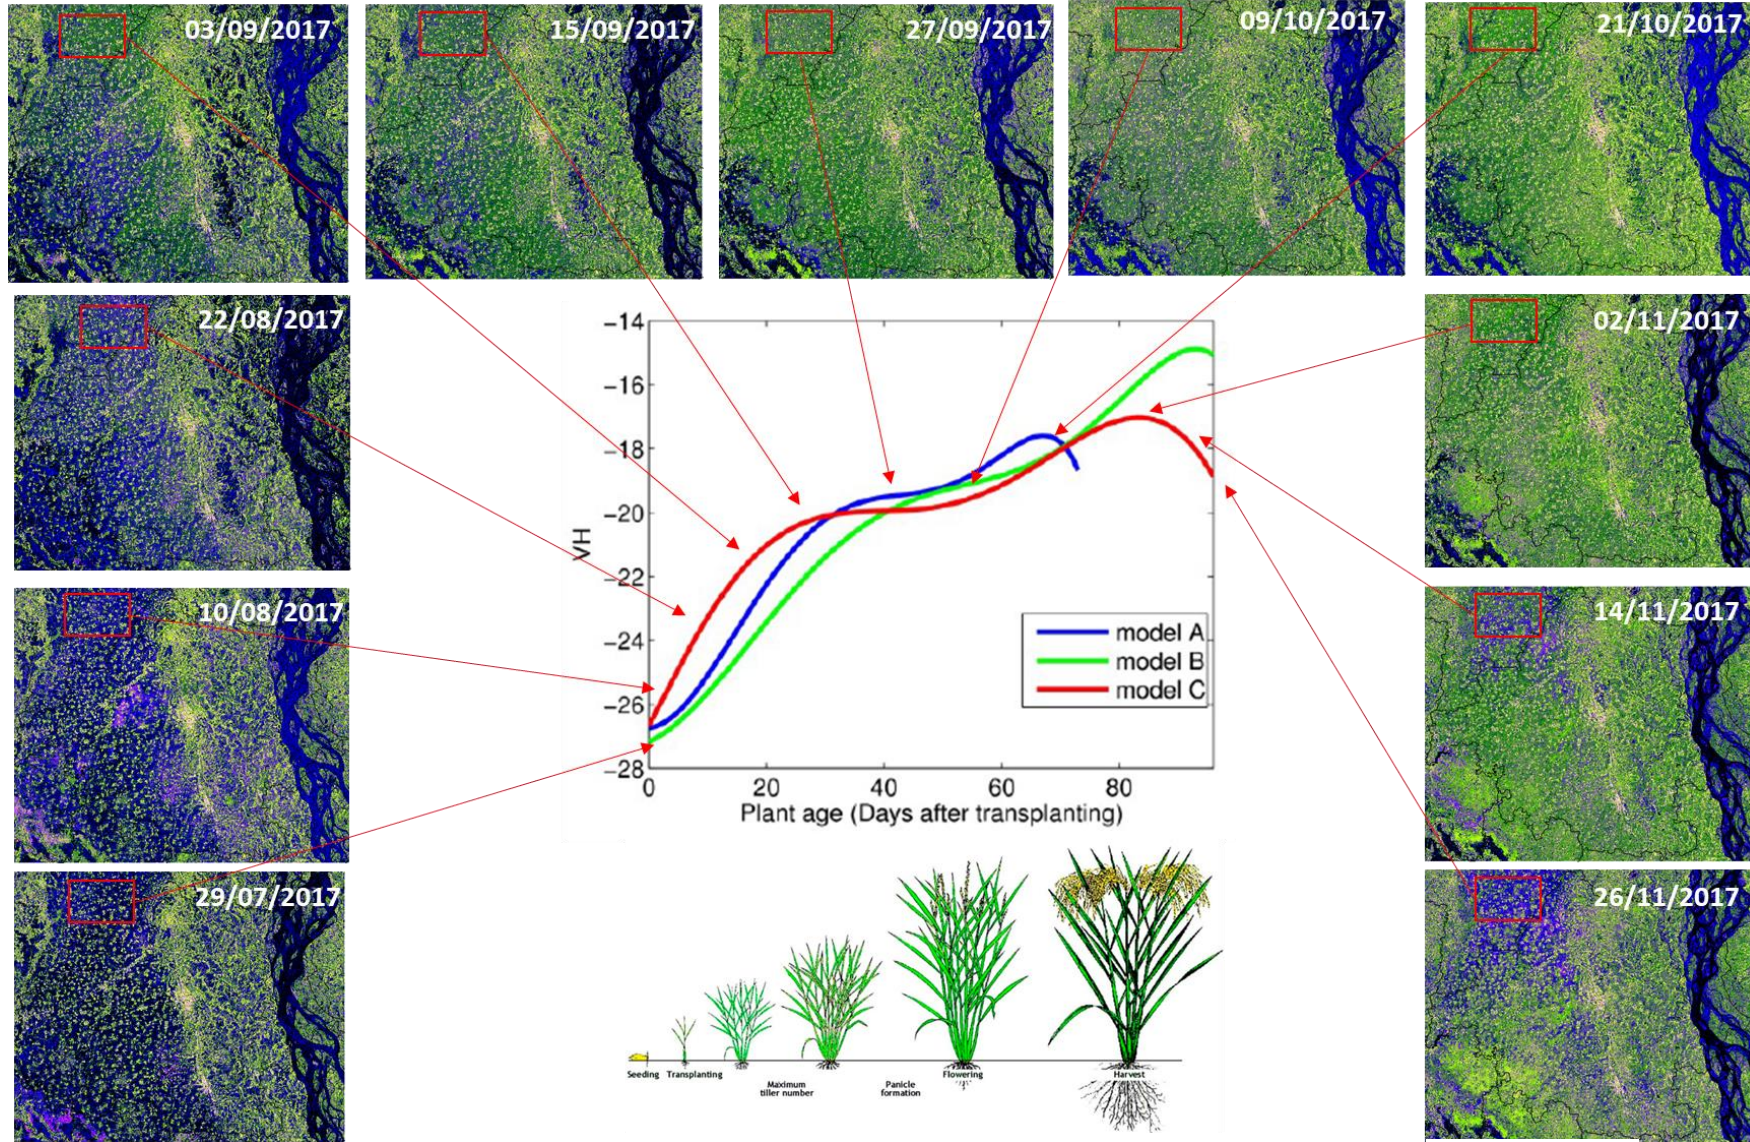 03/09/2017
15/09/2017
27/09/2017
09/10/2017
21/10/2017
22/08/2017
02/11/2017
10/08/2017
14/11/2017
29/07/2017
26/11/2017
−14
−16
−18
−20
−22
−24
−26
−28
VH
0 20 40 60 80
Plant age (Days after transplanting)
model A
model B
model C
Seeding Transplanting Maximum tiller number Panicle formation Flowering Harvest